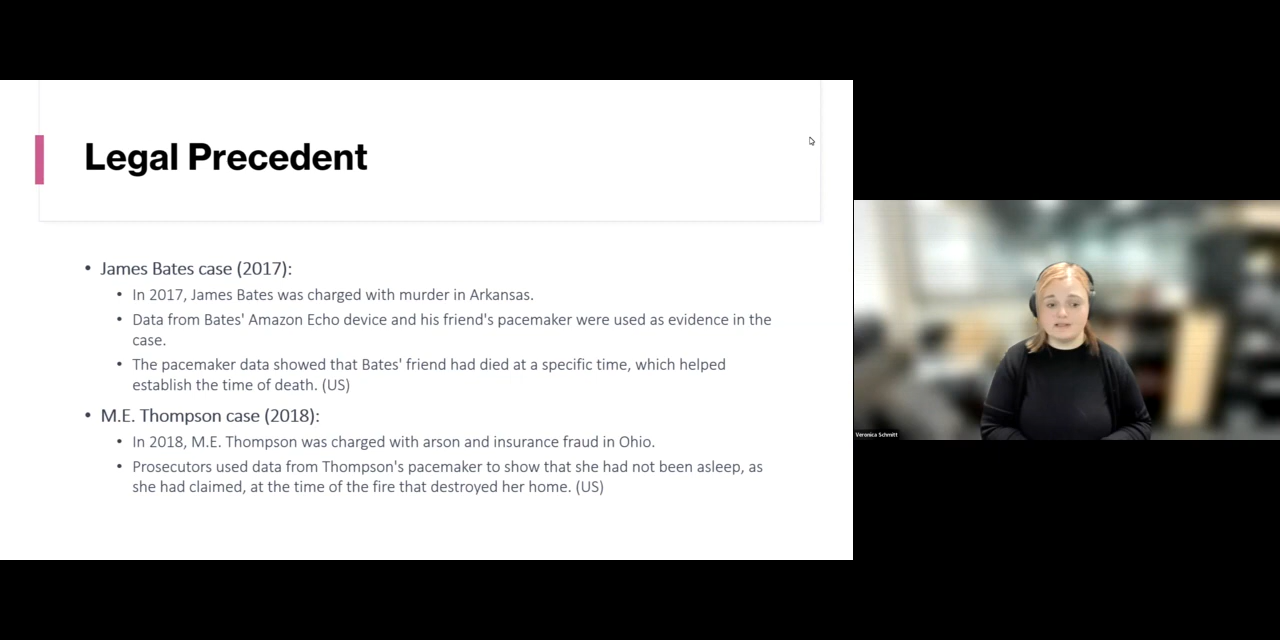 Legal Precedent
• James Bates case (2017):
• In 2017, James Bates was charged with murder in Arkansas.
• Data from Bates' Amazon Echo device and his friend's pacemaker were used as evidence in the
case.
• The pacemaker data showed that Bates' friend had died at a specific time, which helped
establish the time of death. (US)
• M.E. Thompson case (2018):
• In 2018, M.E. Thompson was charged with arson and insurance fraud in Ohio.
• Prosecutors used data from Thompson's pacemaker to show that she had not been asleep, as
she had claimed, at the time of the fire that destroyed her home. (US)
Veronica Schmitt